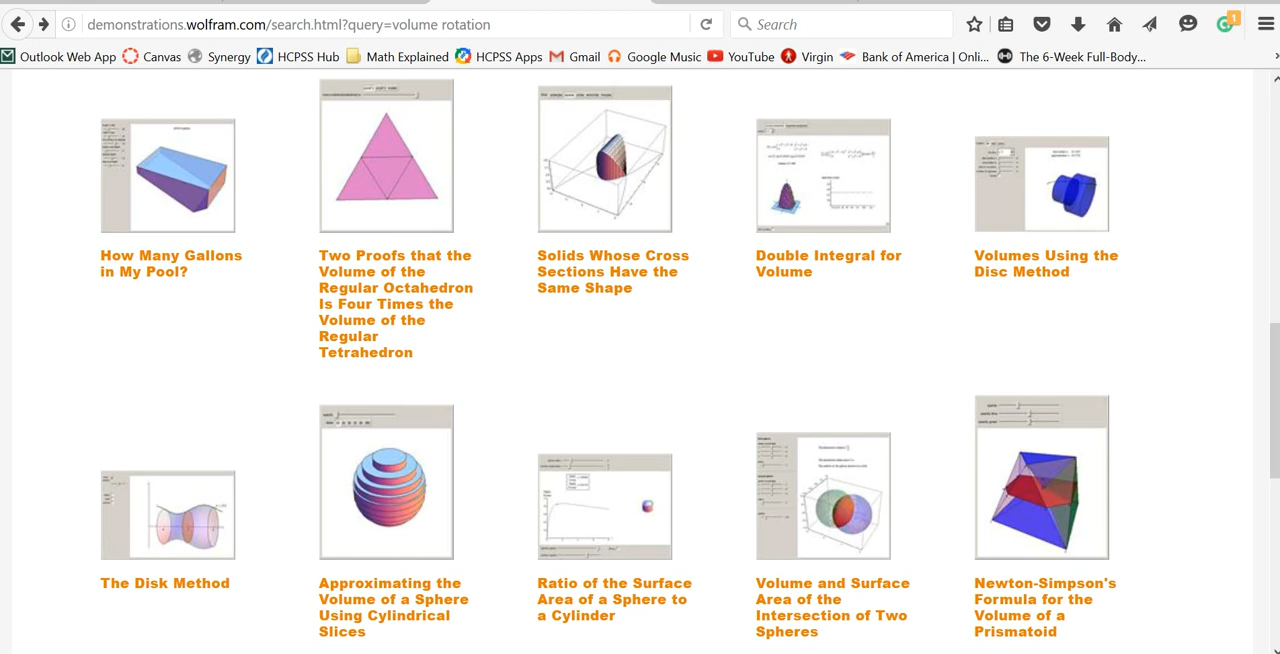 demonstrations.wolfram.com/search.html?query=volume rotation
Search
1
Outlook Web App Canvas Synergy HCPSS Hub Math Explained HCPSS Apps Gmail Google Music YouTube Virgin Bank of America | Onli... The 6-Week Full-Body...
How Many Gallons
in My Pool?
Two Proofs that the
Volume of the
Regular Octahedron
Is Four Times the
Volume of the
Regular
Tetrahedron
Solids Whose Cross
Sections Have the
Same Shape
Double Integral for
Volume
Volumes Using the
Disc Method
The Disk Method
Approximating the
Volume of a Sphere
Using Cylindrical
Slices
Ratio of the Surface
Area of a Sphere to
a Cylinder
Volume and Surface
Area of the
Intersection of Two
Spheres
Newton-Simpson's
Formula for the
Volume of a
Prismatoid